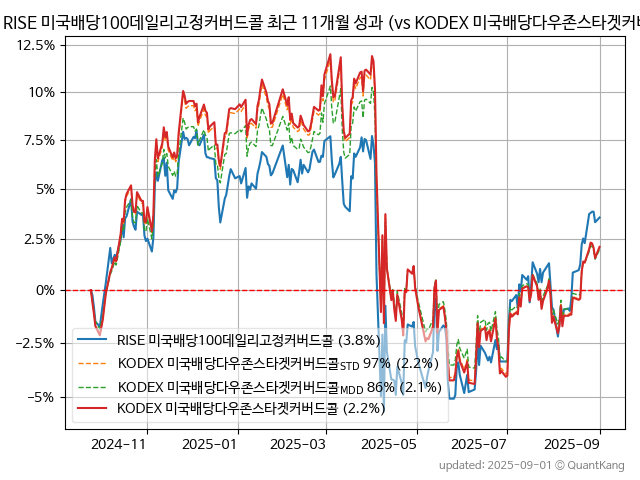 RISE 미국배당100데일리고정커버드콜 최근 11개월 성과 (vs KODEX 미국배당다우존스타겟커버
12.5%
10%
7.5%
5%
2.5%
0%
−2.5%
−5%
RISE 미국배당100데일리고정커버드콜 (3.8%)
KODEX 미국배당다우존스타겟커버드콜STD 97% (2.2%)
KODEX 미국배당다우존스타겟커버드콜MDD 86% (2.1%)
KODEX 미국배당다우존스타겟커버드콜 (2.2%)
2024-11 2025-01 2025-03 2025-05 2025-07 2025-09
updated: 2025-09-01 © QuantKang